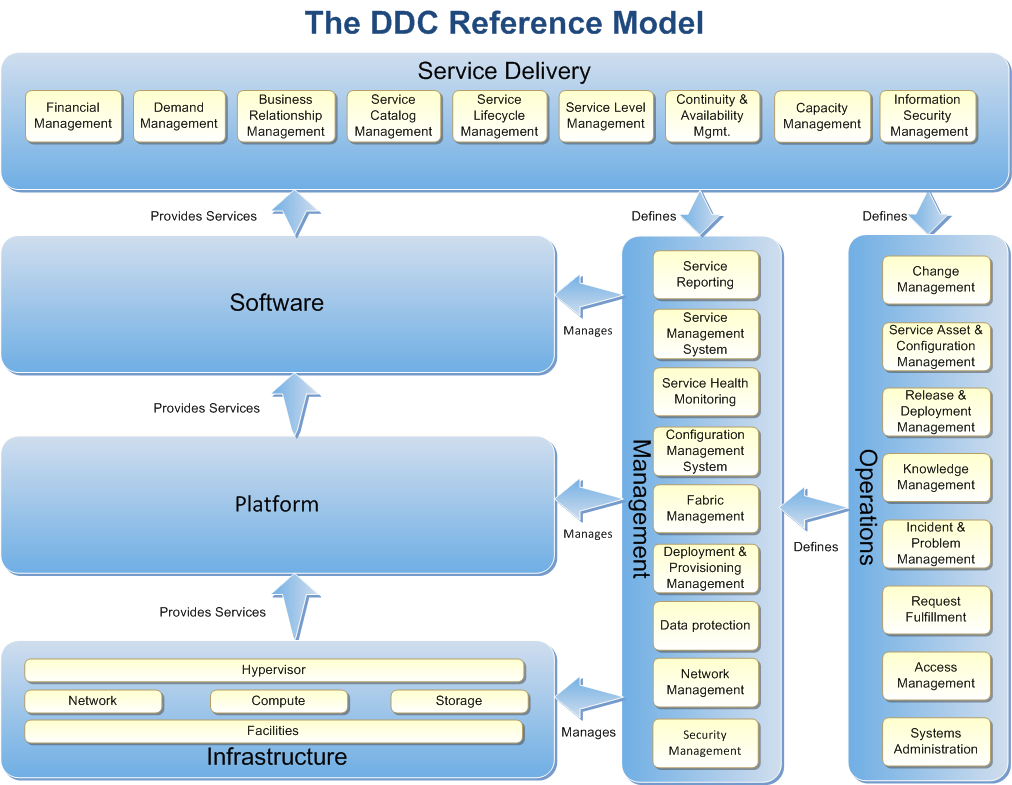 The DDC Reference Model
Service Delivery
Financial
Management
Demand
Management
Business
Relationship
Management
Service
Catalog
Management
Service
Lifecycle
Management
Service Level
Management
Continuity &
Availability
Mgmt.
Capacity
Management
Information
Security
Management
Provides Services
Defines
Defines
Software
Manages
Provides Services
Platform
Manages
Provides Services
Hypervisor
Network
Compute
Storage
Facilities
Infrastructure
Manages
Management
Service
Reporting
Service
Management
System
Service Health
Monitoring
Configuration
Management
System
Fabric
Management
Deployment &
Provisioning
Management
Data protection
Network
Management
Security
Management
Defines
Operations
Change
Management
Service Asset &
Configuration
Management
Release &
Deployment
Management
Knowledge
Management
Incident &
Problem
Management
Request
Fulfillment
Access
Management
Systems
Administration